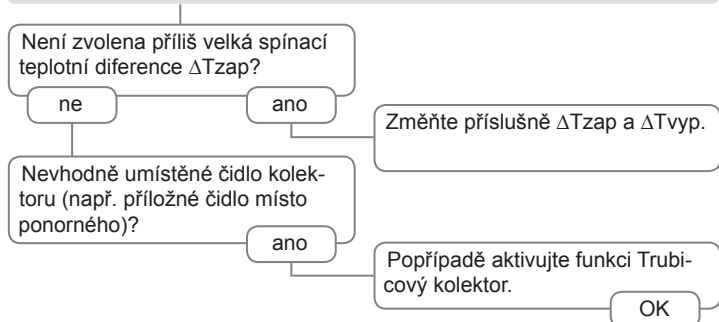 Není zvolena příliš velká spínací
teplotní diference ∆Tzap?
ne
ano
Změňte příslušně ∆Tzap a ∆Tvyp.
Nevhodně umístěné čidlo kolek-
toru (např. příložné čidlo místo
ponorného)?
ano
Popřípadě aktivujte funkci Trubi-
cový kolektor.
OK